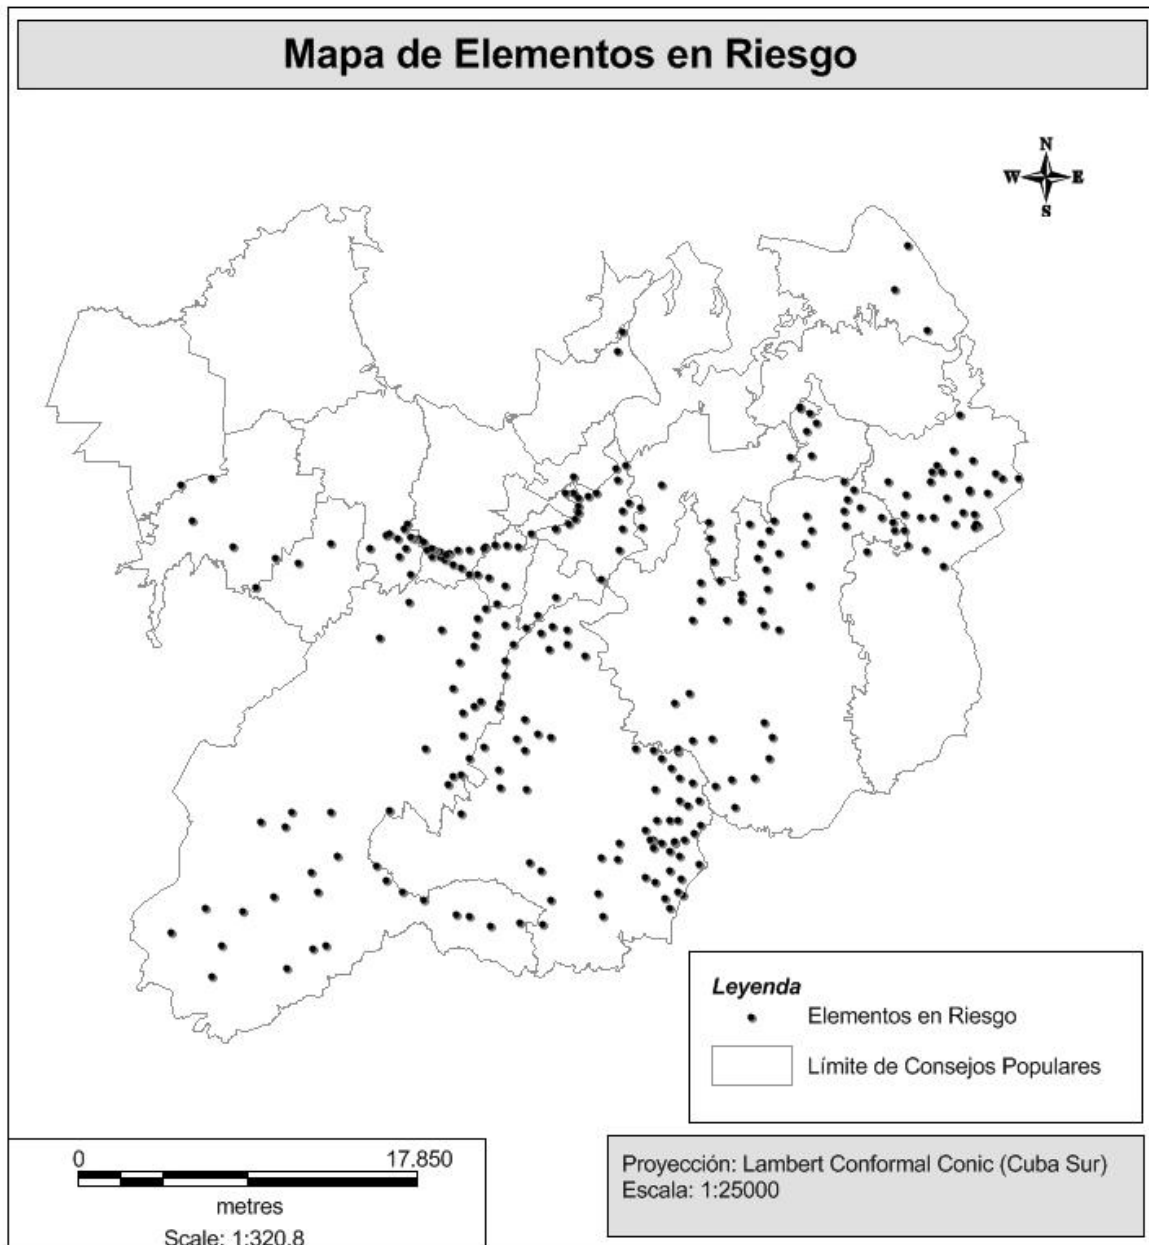 Mapa de Elementos en Riesgo
N
W E
S
Leyenda
Elementos en Riesgo
Límite de Consejos Populares
0 17.850
metres
Scale: 1:320.8
Proyección: Lambert Conformal Conic (Cuba Sur)
Escala: 1:25000